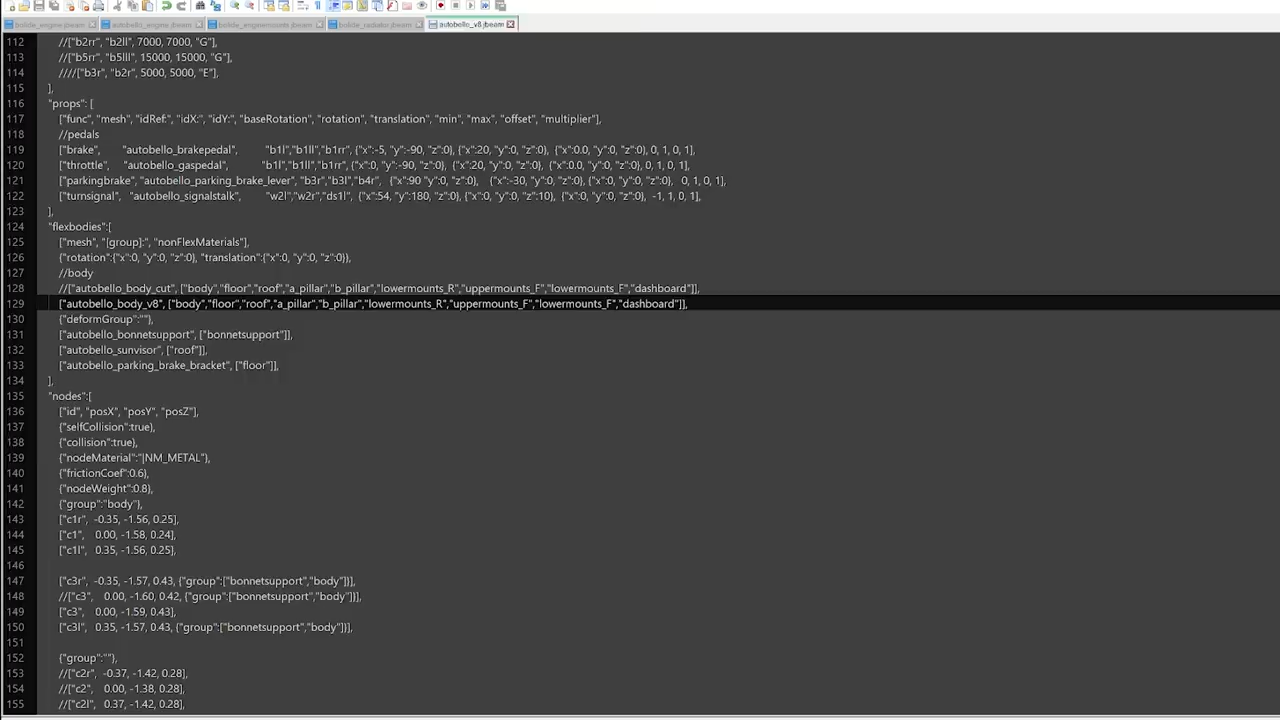 bolide_engine.jbeam autobello_engine.jbeam bolide_enginemounts.jbeam bolide_radiator.jbeam autobello_v8.jbeam
112 //["b2rr", "b2ll", 7000, 7000, "G"],
113 //["b5rr", "b5lll", 15000, 15000, "G"],
114 ////["b3r", "b2r", 5000, 5000, "E"],
115 ],
116 "props": [
117 ["func", "mesh", "idRef:", "idX:", "idY:", "baseRotation", "rotation", "translation", "min", "max", "offset", "multiplier"],
118 //pedals
119 ["brake", "autobello_brakepedal", "b1l","b1ll","b1rr", {"x":-5, "y":-90, "z":0}, {"x":20, "y":0, "z":0}, {"x":0.0, "y":0, "z":0}, 0, 1, 0, 1],
120 ["throttle", "autobello_gaspedal", "b1l","b1ll","b1rr", {"x":0, "y":-90, "z":0}, {"x":20, "y":0, "z":0}, {"x":0.0, "y":0, "z":0}, 0, 1, 0, 1],
121 ["parkingbrake", "autobello_parking_brake_lever", "b3r","b3l","b4r", {"x":90 "y":0, "z":0}, {"x":-30, "y":0, "z":0}, {"x":0, "y":0, "z":0}, 0, 1, 0, 1],
122 ["turnsignal", "autobello_signalstalk", "w2l","w2r","ds1l", {"x":54, "y":180, "z":0}, {"x":0, "y":0, "z":10}, {"x":0, "y":0, "z":0}, -1, 1, 0, 1],
123 ],
124 "flexbodies":[
125 ["mesh", "[group]:", "nonFlexMaterials"],
126 {"rotation":{"x":0, "y":0, "z":0}, "translation":{"x":0, "y":0, "z":0}},
127 //body
128 //["autobello_body_cut", ["body","floor","roof","a_pillar","b_pillar","lowermounts_R","uppermounts_F","lowermounts_F","dashboard"]],
129 ["autobello_body_v8", ["body","floor","roof","a_pillar","b_pillar","lowermounts_R","uppermounts_F","lowermounts_F","dashboard"]],
130 {"deformGroup":""},
131 ["autobello_bonnetsupport", ["bonnetsupport"]],
132 ["autobello_sunvisor", ["roof"]],
133 ["autobello_parking_brake_bracket", ["floor"]],
134 ],
135 "nodes":[
136 ["id", "posX", "posY", "posZ"],
137 {"selfCollision":true},
138 {"collision":true},
139 {"nodeMaterial":"|NM_METAL"},
140 {"frictionCoef":0.6},
141 {"nodeWeight":0.8},
142 {"group":"body"},
143 ["c1r", -0.35, -1.56, 0.25],
144 ["c1", 0.00, -1.58, 0.24],
145 ["c1l", 0.35, -1.56, 0.25],
146
147 ["c3r", -0.35, -1.57, 0.43, {"group":["bonnetsupport","body"]}],
148 //["c3", 0.00, -1.60, 0.42, {"group":["bonnetsupport","body"]}],
149 ["c3", 0.00, -1.59, 0.43],
150 ["c3l", 0.35, -1.57, 0.43, {"group":["bonnetsupport","body"]}],
151
152 {"group":""},
153 //["c2r", -0.37, -1.42, 0.28],
154 //["c2", 0.00, -1.38, 0.28],
155 //["c2l", 0.37, -1.42, 0.28],